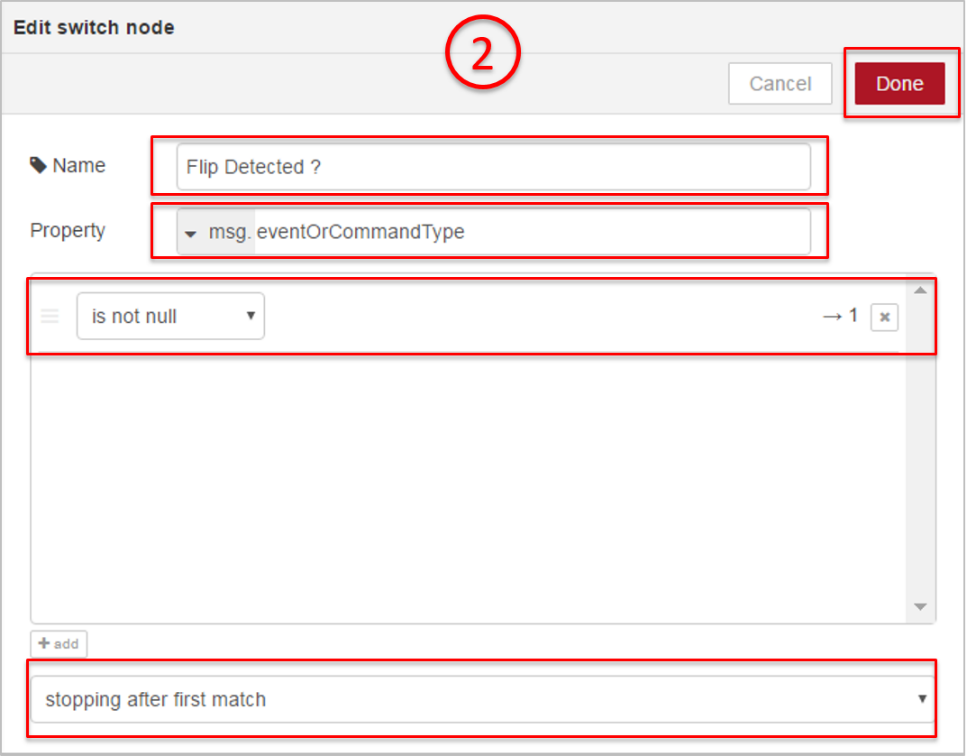 Edit switch node
2
Cancel
Done
Name
Flip Detected ?
Property
msg. eventOrCommandType
is not null
→ 1
add
stopping after first match